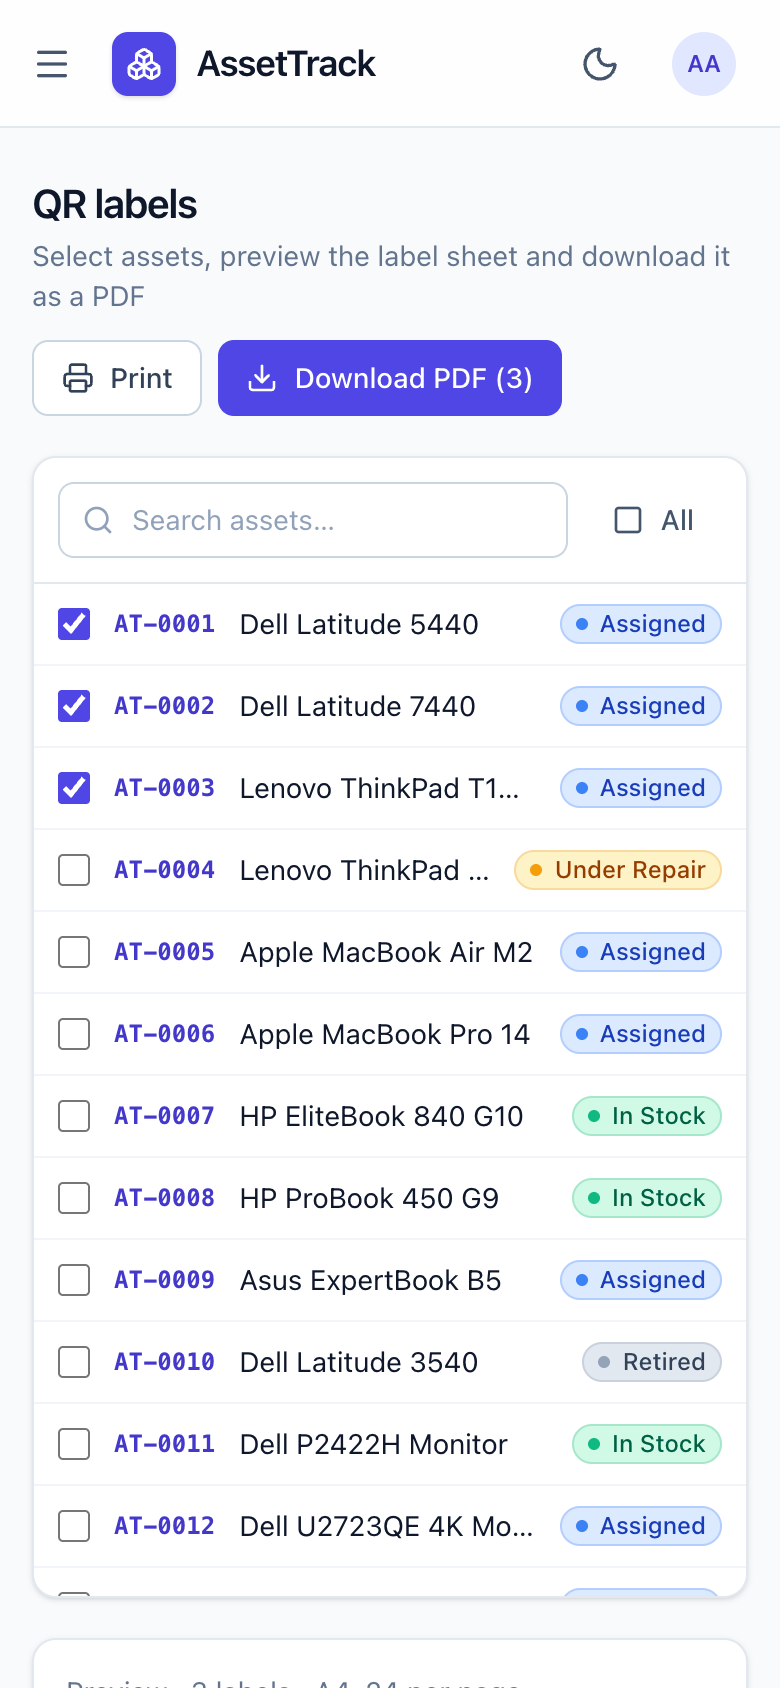 AssetTrack
AA
QR labels
Select assets, preview the label sheet and download it
as a PDF
Print
Download PDF (3)
Search assets...
All
AT-0001 Dell Latitude 5440 Assigned
AT-0002 Dell Latitude 7440 Assigned
AT-0003 Lenovo ThinkPad T1... Assigned
AT-0004 Lenovo ThinkPad ... Under Repair
AT-0005 Apple MacBook Air M2 Assigned
AT-0006 Apple MacBook Pro 14 Assigned
AT-0007 HP EliteBook 840 G10 In Stock
AT-0008 HP ProBook 450 G9 In Stock
AT-0009 Asus ExpertBook B5 Assigned
AT-0010 Dell Latitude 3540 Retired
AT-0011 Dell P2422H Monitor In Stock
AT-0012 Dell U2723QE 4K Mo... Assigned